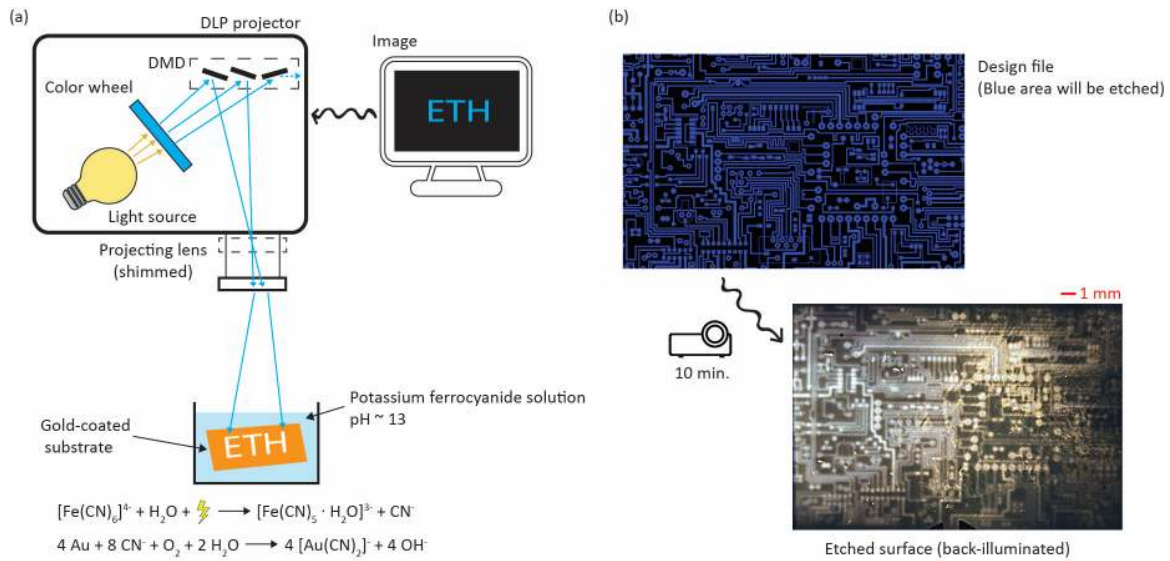 (a)
DLP projector
DMD
Color wheel
Light source
Projecting lens
(shimmed)
Image
ETH
Gold-coated
substrate
ETH
Potassium ferrocyanide solution
pH ~ 13
[Fe(CN)₆]⁴⁻ + H₂O + ⟶ [Fe(CN)₅ · H₂O]³⁻ + CN⁻
4 Au + 8 CN⁻ + O₂ + 2 H₂O ⟶ 4 [Au(CN)₂]⁻ + 4 OH⁻
(b)
Design file
(Blue area will be etched)
1 mm
10 min.
Etched surface (back-illuminated)